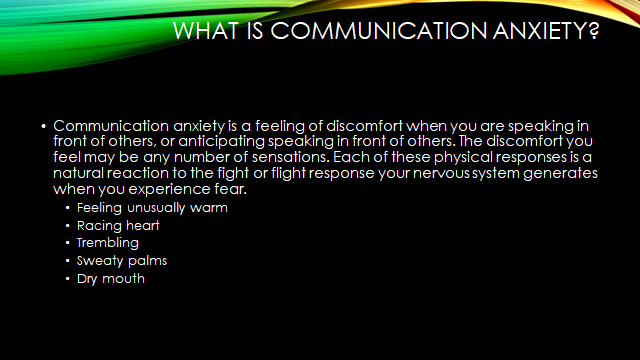 WHAT IS COMMUNICATION ANXIETY?
• Communication anxiety is a feeling of discomfort when you are speaking in
front of others, or anticipating speaking in front of others. The discomfort you
feel may be any number of sensations. Each of these physical responses is a
natural reaction to the fight or flight response your nervous system generates
when you experience fear.
• Feeling unusually warm
• Racing heart
• Trembling
• Sweaty palms
• Dry mouth